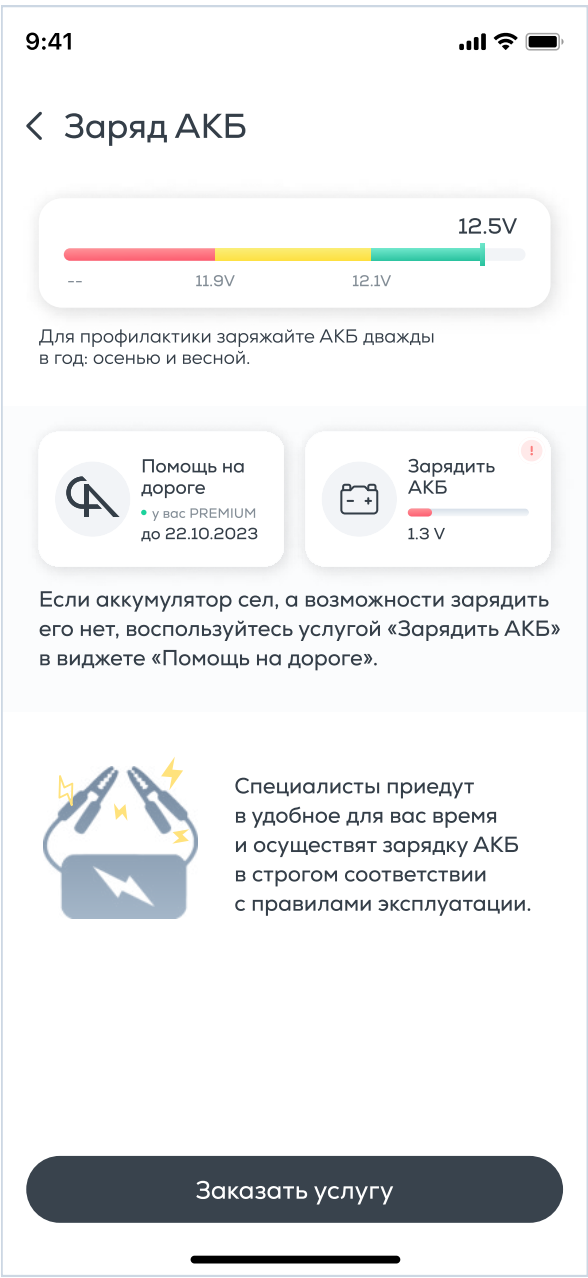 9:41
Заряд АКБ
12.5V
-- 11.9V 12.1V
Для профилактики заряжайте АКБ дважды
в год: осенью и весной.
Помощь на
дороге
• у вас PREMIUM
до 22.10.2023
!
Зарядить
АКБ
1.3 V
Если аккумулятор сел, а возможности зарядить
его нет, воспользуйтесь услугой «Зарядить АКБ»
в виджете «Помощь на дороге».
Специалисты приедут
в удобное для вас время
и осуществят зарядку АКБ
в строгом соответствии
с правилами эксплуатации.
Заказать услугу